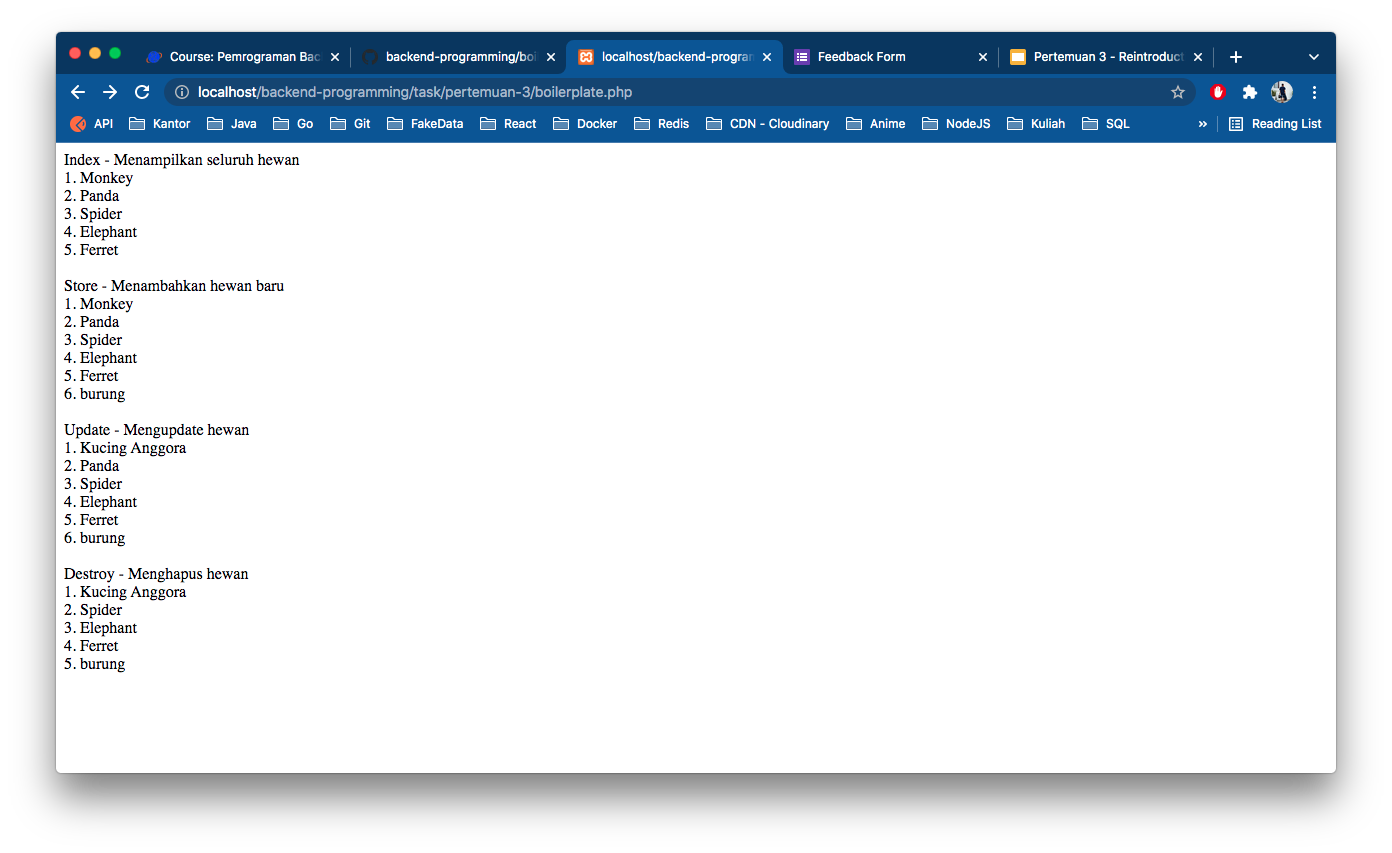 Course: Pemrograman Bac
backend-programming/boi
localhost/backend-program
Feedback Form
Pertemuan 3 - Reintroduct
localhost/backend-programming/task/pertemuan-3/boilerplate.php
API Kantor Java Go Git FakeData React Docker Redis CDN - Cloudinary Anime NodeJS Kuliah SQL » Reading List
Index - Menampilkan seluruh hewan
1. Monkey
2. Panda
3. Spider
4. Elephant
5. Ferret
Store - Menambahkan hewan baru
1. Monkey
2. Panda
3. Spider
4. Elephant
5. Ferret
6. burung
Update - Mengupdate hewan
1. Kucing Anggora
2. Panda
3. Spider
4. Elephant
5. Ferret
6. burung
Destroy - Menghapus hewan
1. Kucing Anggora
2. Spider
3. Elephant
4. Ferret
5. burung